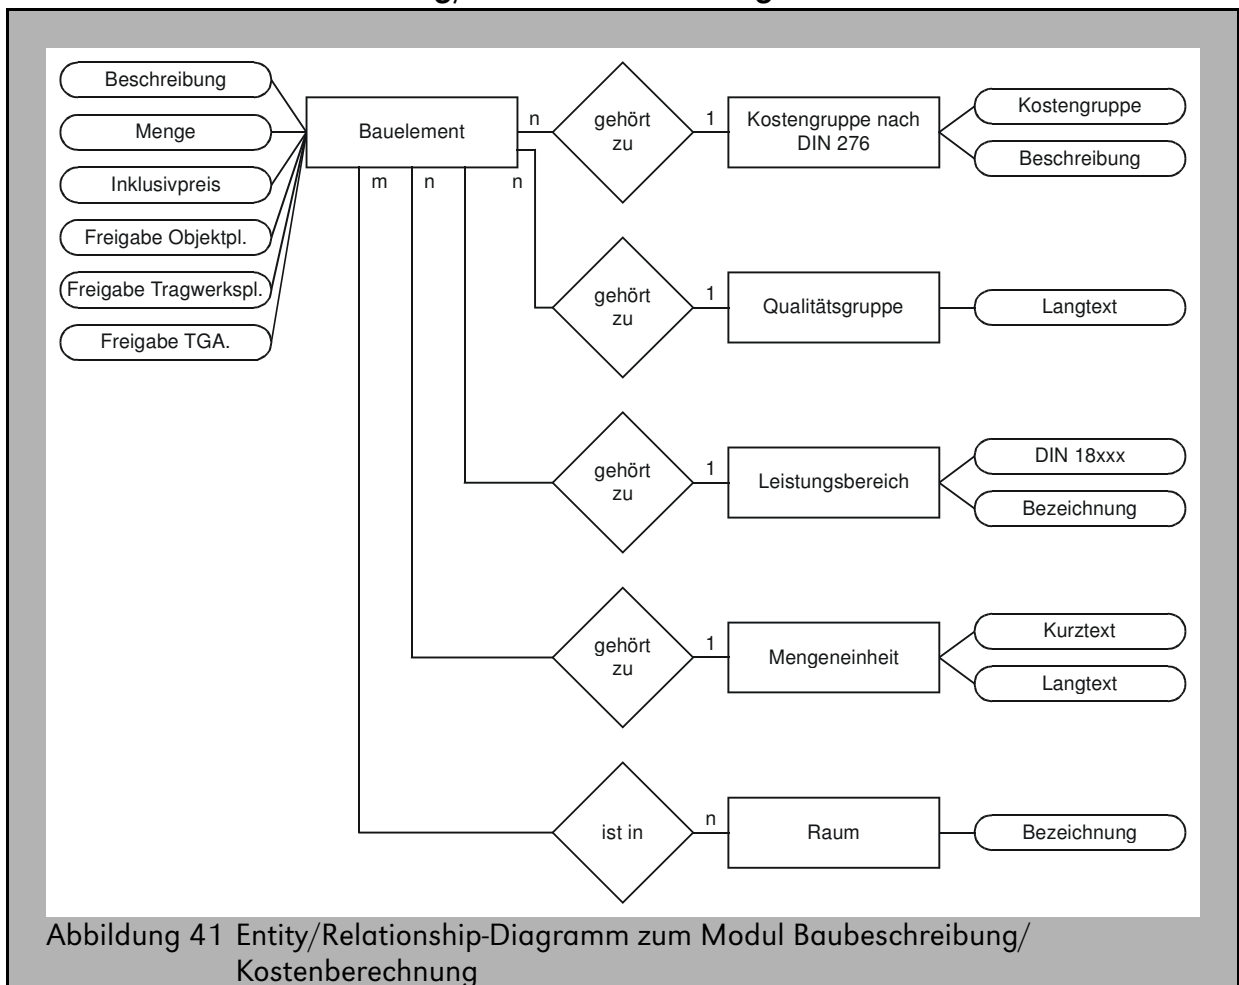 Beschreibung
Menge
Inklusivpreis
Freigabe Objektpl.
Freigabe Tragwerkspl.
Freigabe TGA.
Bauelement
m
n
n
n
gehört
zu
1
Kostengruppe nach
DIN 276
Kostengruppe
Beschreibung
gehört
zu
1
Qualitätsgruppe
Langtext
gehört
zu
1
Leistungsbereich
DIN 18xxx
Bezeichnung
gehört
zu
1
Mengeneinheit
Kurztext
Langtext
ist in
n
Raum
Bezeichnung
Abbildung 41 Entity/Relationship-Diagramm zum Modul Baubeschreibung/
Kostenberechnung